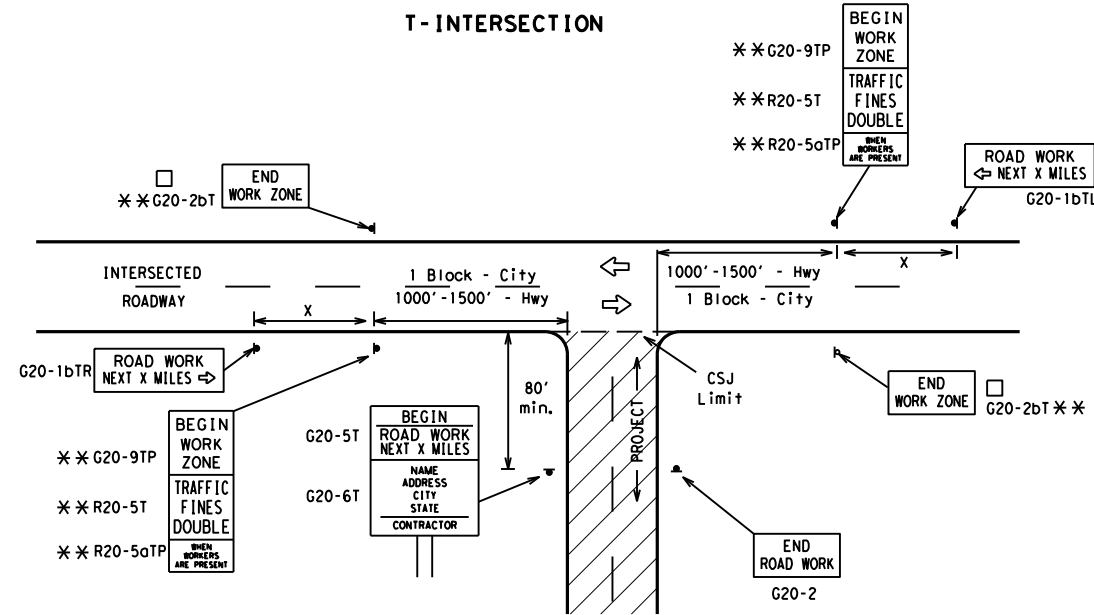 T-INTERSECTION
BEGIN
WORK
ZONE
TRAFFIC
FINES
DOUBLE
WHEN
WORKERS
ARE PRESENT
**G20-9TP
**R20-5T
**R20-5aTP
ROAD WORK
⇦ NEXT X MILES
G20-1bTL
END
WORK ZONE
□
**G20-2bT
INTERSECTED
ROADWAY
X
1 Block - City
1000'-1500' - Hwy
⇦
⇨
1000'-1500' - Hwy
1 Block - City
X
G20-1bTR
ROAD WORK
NEXT X MILES ⇨
80'
min.
PROJECT
CSJ
Limit
END
WORK ZONE
□
G20-2bT **
**G20-9TP
**R20-5T
**R20-5aTP
BEGIN
WORK
ZONE
TRAFFIC
FINES
DOUBLE
WHEN
WORKERS
ARE PRESENT
G20-5T
G20-6T
BEGIN
ROAD WORK
NEXT X MILES
NAME
ADDRESS
CITY
STATE
CONTRACTOR
END
ROAD WORK
G20-2